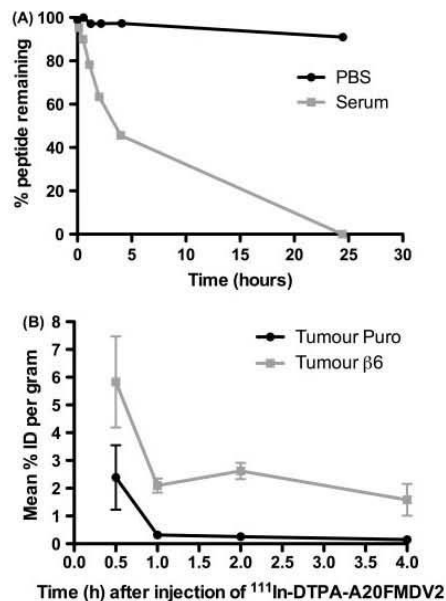 (A)
% peptide remaining
100
80
60
40
20
0
PBS
Serum
0 5 10 15 20 25 30
Time (hours)
(B)
Mean % ID per gram
8
7
6
5
4
3
2
1
0
Tumour Puro
Tumour β6
0.0 0.5 1.0 1.5 2.0 2.5 3.0 3.5 4.0
Time (h) after injection of ¹¹¹In-DTPA-A20FMDV2